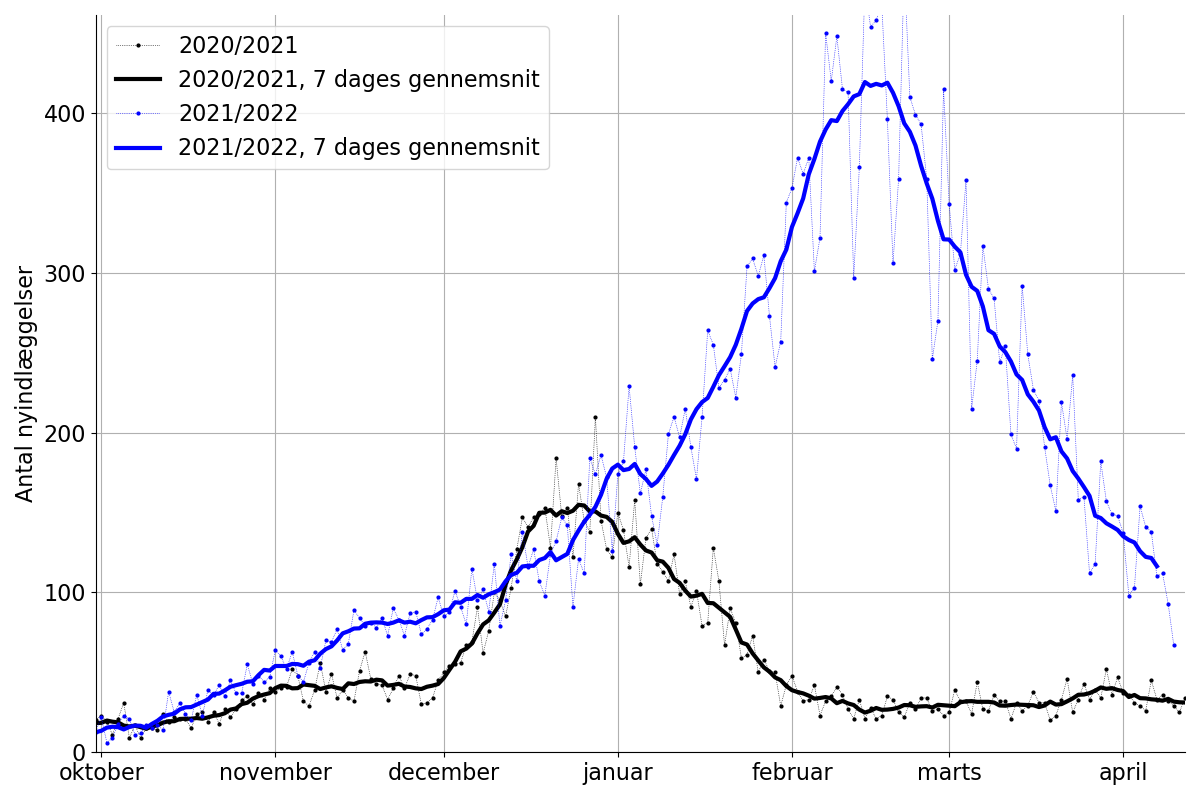 2020/2021
2020/2021, 7 dages gennemsnit
2021/2022
2021/2022, 7 dages gennemsnit
Antal nyindlæggelser
400
300
200
100
0
oktober november december januar februar marts april